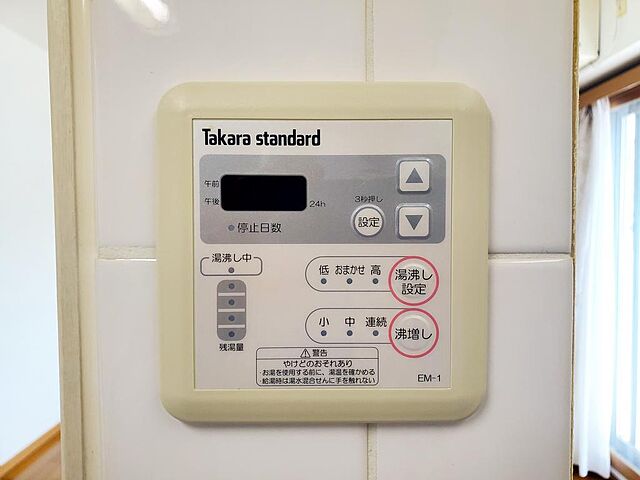 Takara standard
午前
午後
24h
3秒押し
設定
停止日数
湯沸し中
低 おまかせ 高
湯沸し
設定
小 中 連続
沸増し
残湯量
警告
やけどのおそれあり
・お湯を使用する前に、湯温を確かめる
・給湯時は湯水混合せんに手を触れない
EM-1